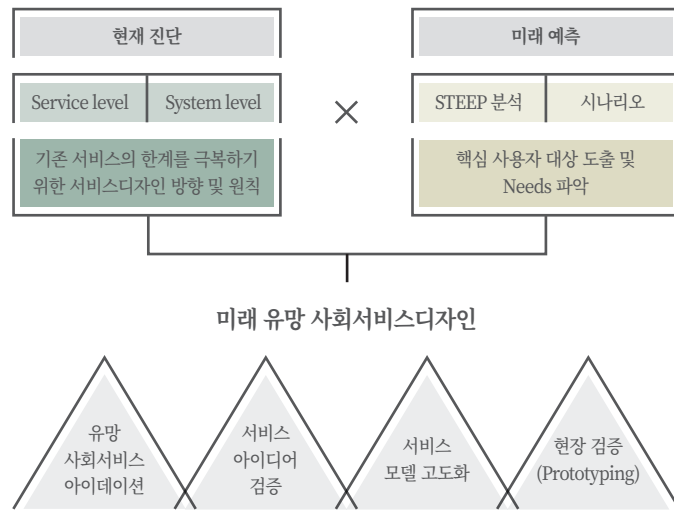 현재 진단
미래 예측
Service level
System level
×
STEEP 분석
시나리오
기존 서비스의 한계를 극복하기
위한 서비스디자인 방향 및 원칙
핵심 사용자 대상 도출 및
Needs 파악
미래 유망 사회서비스디자인
유망
사회서비스
아이데이션
서비스
아이디어
검증
서비스
모델 고도화
현장 검증
(Prototyping)